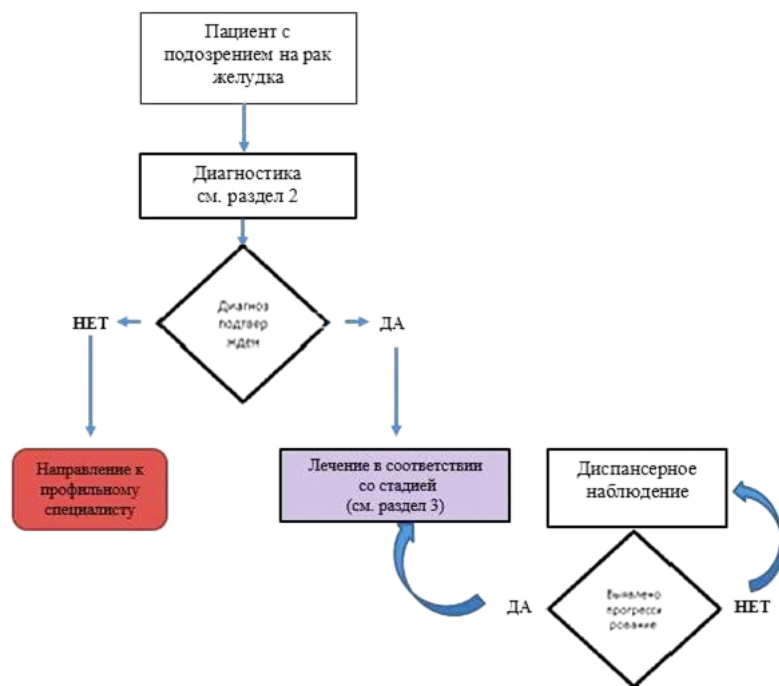 Пациент с
подозрением на рак
желудка
Диагностика
см. раздел 2
Диагноз
подтвер
жден
НЕТ
ДА
Направление к
профильному
специалисту
Лечение в соответствии
со стадией
(см. раздел 3)
Диспансерное
наблюдение
Выявлено
прогресси
рование
ДА
НЕТ